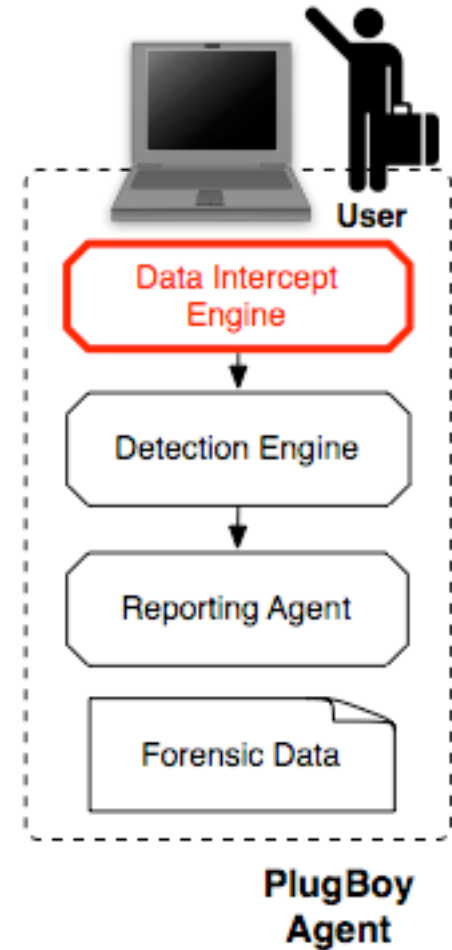 User
Data Intercept
Engine
Detection Engine
Reporting Agent
Forensic Data
PlugBoy
Agent